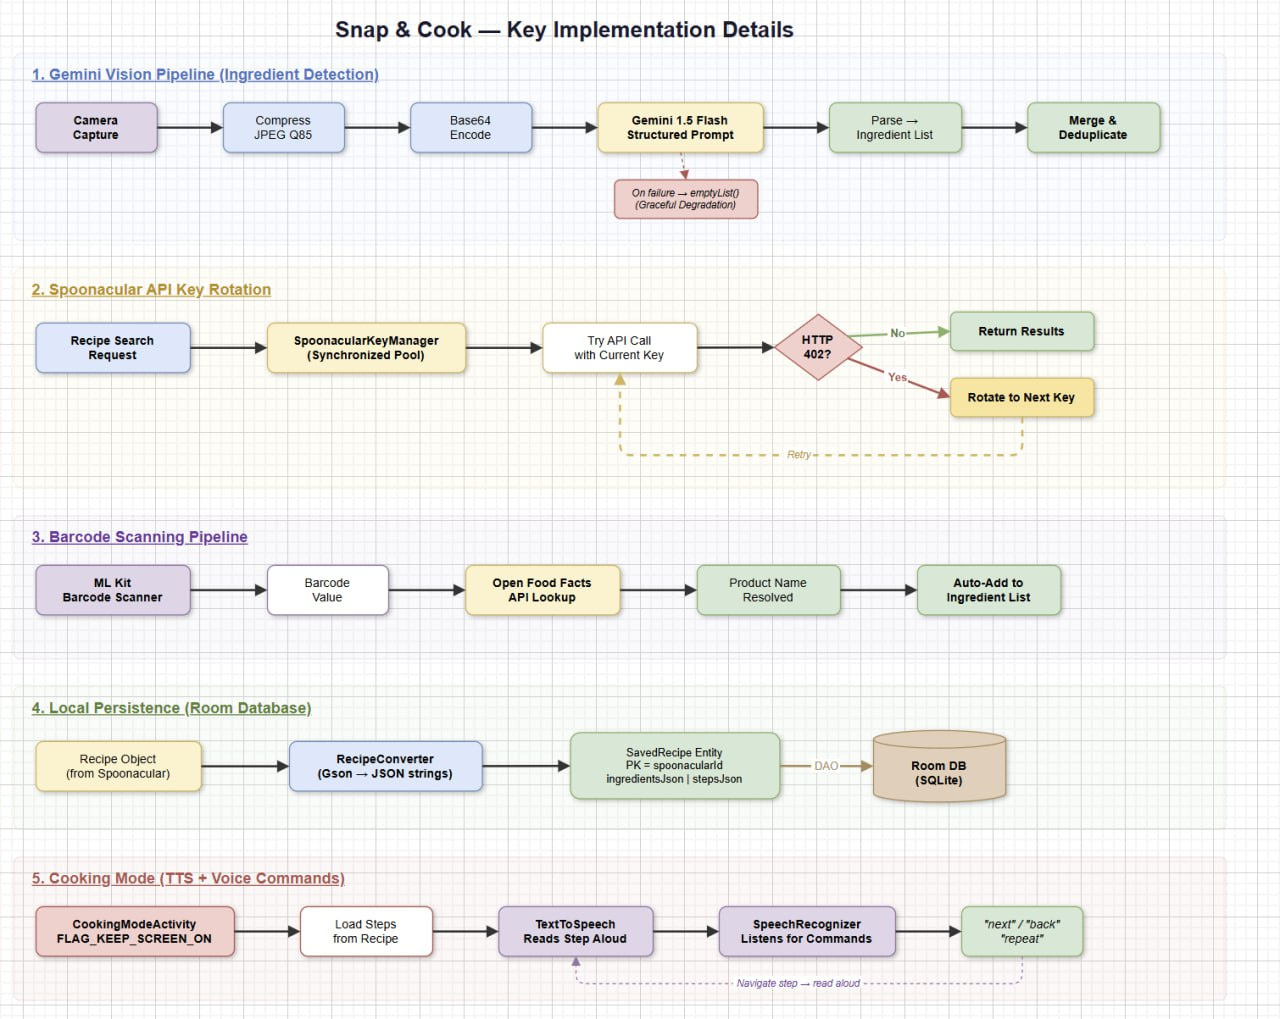 Snap & Cook — Key Implementation Details
1. Gemini Vision Pipeline (Ingredient Detection)
Camera
Capture
Compress
JPEG Q85
Base64
Encode
Gemini 1.5 Flash
Structured Prompt
Parse →
Ingredient List
Merge &
Deduplicate
On failure → emptyList()
(Graceful Degradation)
2. Spoonacular API Key Rotation
Recipe Search
Request
SpoonacularKeyManager
(Synchronized Pool)
Try API Call
with Current Key
HTTP
402?
No
Return Results
Yes
Rotate to Next Key
Retry
3. Barcode Scanning Pipeline
ML Kit
Barcode Scanner
Barcode
Value
Open Food Facts
API Lookup
Product Name
Resolved
Auto-Add to
Ingredient List
4. Local Persistence (Room Database)
Recipe Object
(from Spoonacular)
RecipeConverter
(Gson → JSON strings)
SavedRecipe Entity
PK = spoonacularId
ingredientsJson | stepsJson
DAO
Room DB
(SQLite)
5. Cooking Mode (TTS + Voice Commands)
CookingModeActivity
FLAG_KEEP_SCREEN_ON
Load Steps
from Recipe
TextToSpeech
Reads Step Aloud
SpeechRecognizer
Listens for Commands
"next" / "back"
"repeat"
Navigate step → read aloud